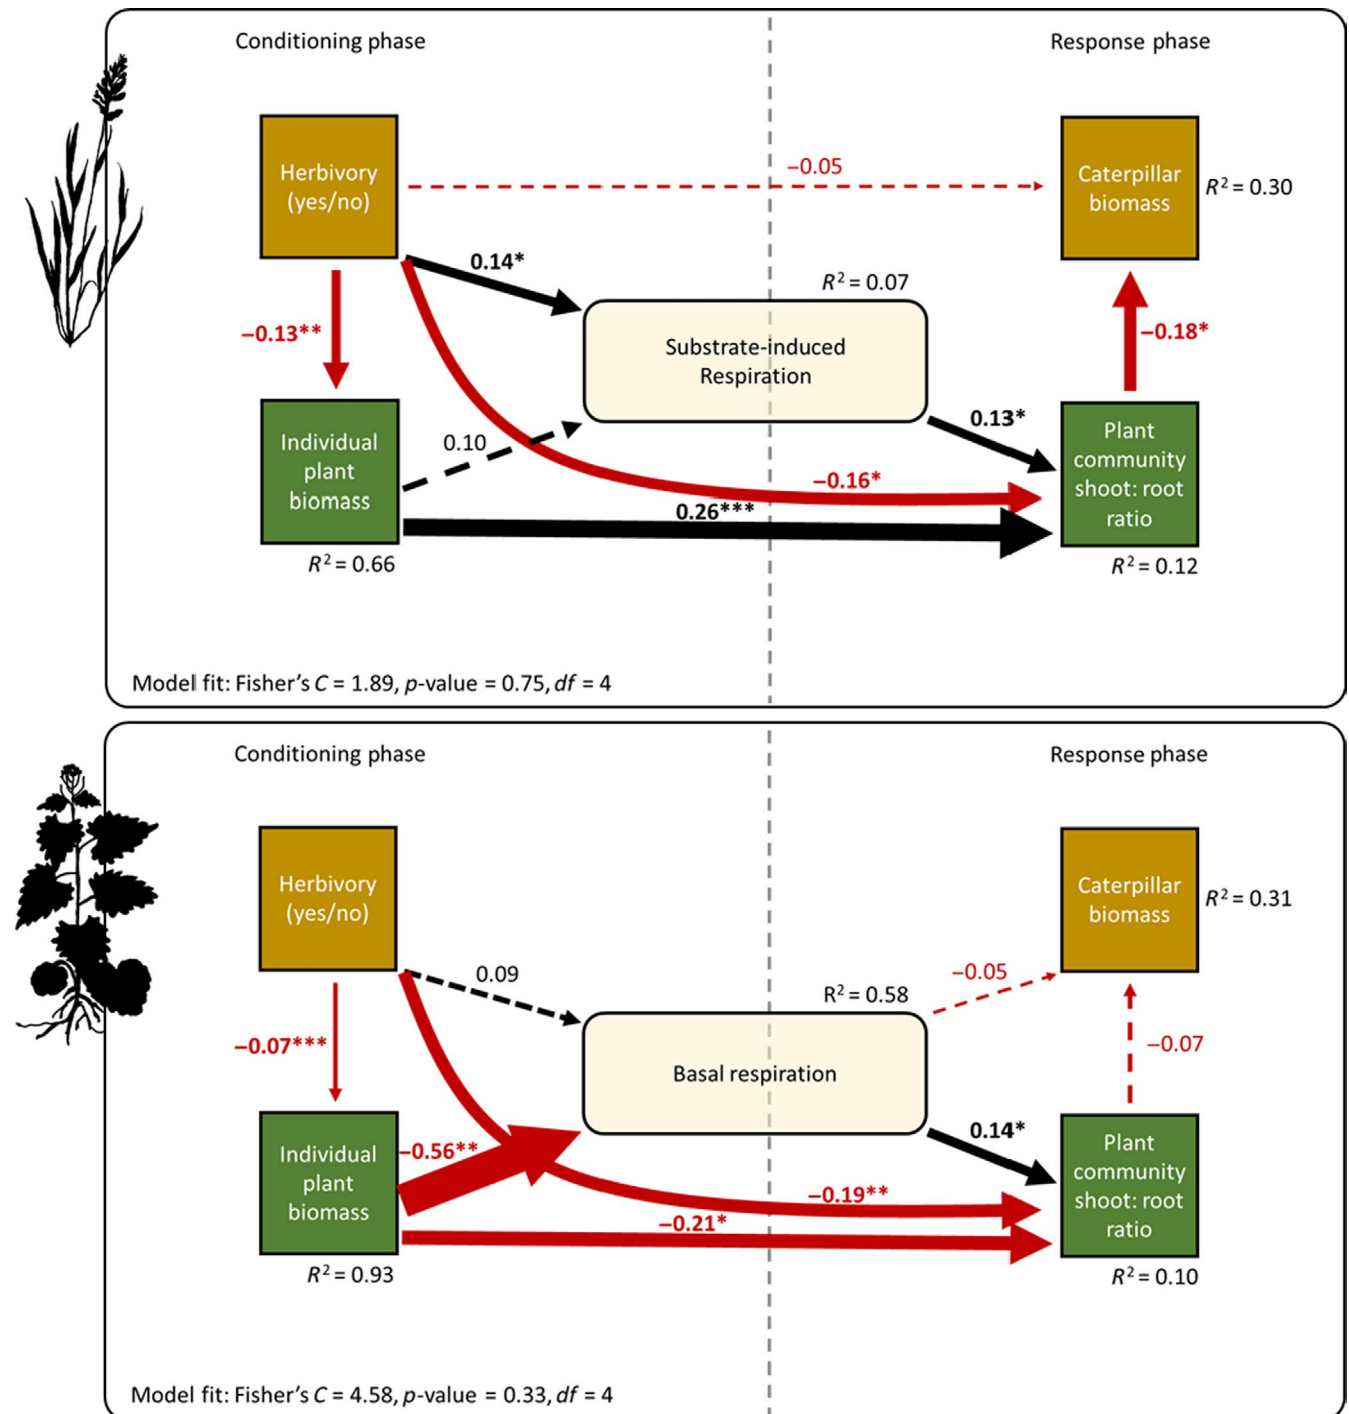 Conditioning phase
Response phase
Herbivory
(yes/no)
−0.05
Caterpillar
biomass
R² = 0.30
0.14*
R² = 0.07
−0.13**
Substrate-induced
Respiration
−0.18*
Individual
plant
biomass
0.10
0.13*
Plant
community
shoot: root
ratio
−0.16*
0.26***
R² = 0.66
R² = 0.12
Model fit: Fisher's C = 1.89, p-value = 0.75, df = 4
Conditioning phase
Response phase
Herbivory
(yes/no)
Caterpillar
biomass
R² = 0.31
0.09
−0.05
R² = 0.58
−0.07***
Basal respiration
−0.07
Individual
plant
biomass
−0.56**
0.14*
Plant
community
shoot: root
ratio
−0.19**
−0.21*
R² = 0.93
R² = 0.10
Model fit: Fisher's C = 4.58, p-value = 0.33, df = 4